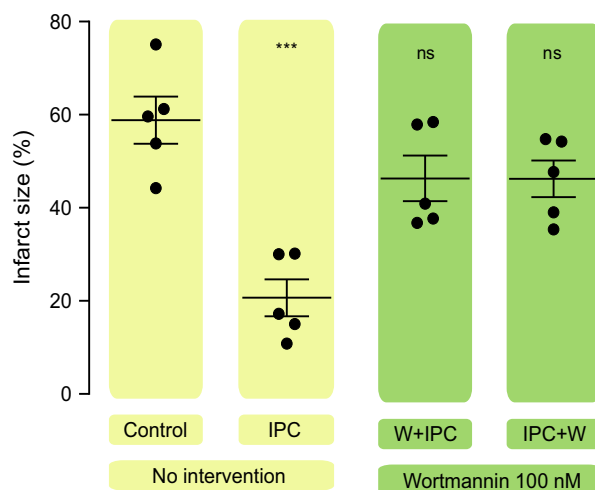 80
60
40
20
0
Infarct size (%)
***
ns
ns
Control
IPC
W+IPC
IPC+W
No intervention
Wortmannin 100 nM